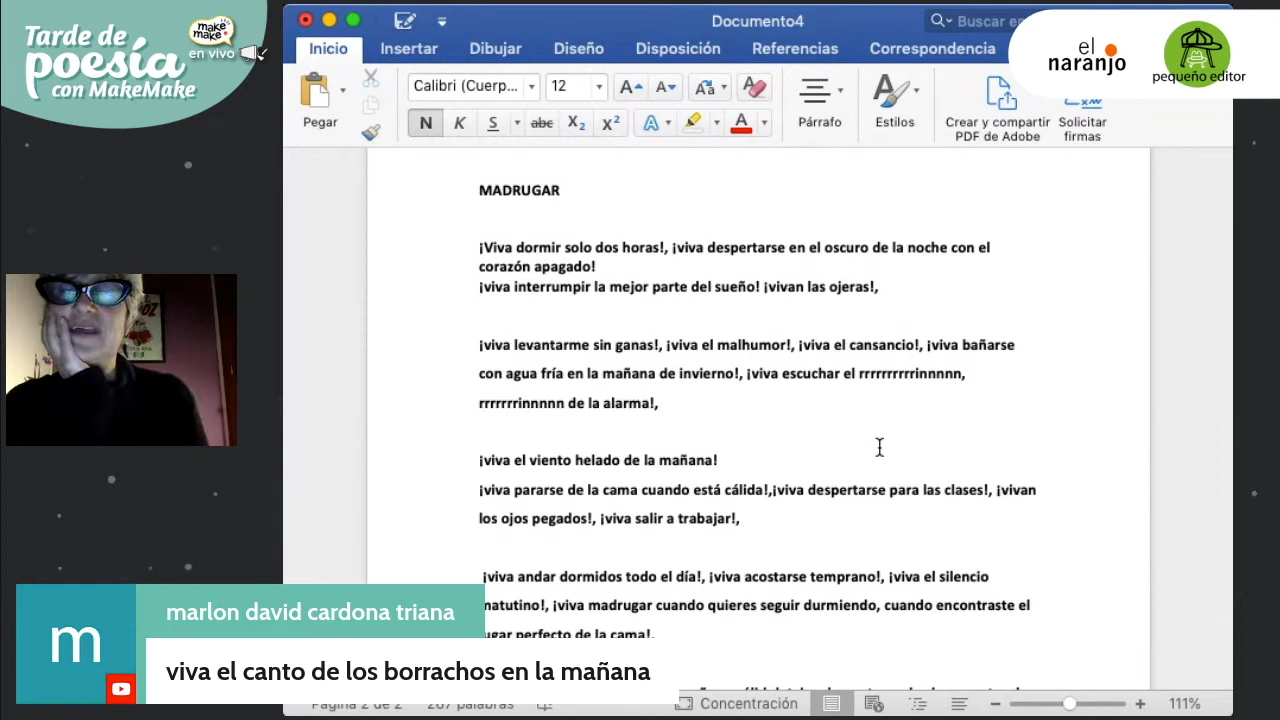 Tarde de
poesía
con MakeMake
make
make
en vivo
Documento4
Buscar en
el
naranjo
pequeño editor
Inicio
Insertar
Dibujar
Diseño
Disposición
Referencias
Correspondencia
Pegar
Calibri (Cuerp...
12
N K S abc X₂ X² A A
Párrafo
Estilos
Crear y compartir
PDF de Adobe
Solicitar
firmas
MADRUGAR
¡Viva dormir solo dos horas!, ¡viva despertarse en el oscuro de la noche con el
corazón apagado!
¡viva interrumpir la mejor parte del sueño! ¡vivan las ojeras!,
¡viva levantarme sin ganas!, ¡viva el malhumor!, ¡viva el cansancio!, ¡viva bañarse
con agua fría en la mañana de invierno!, ¡viva escuchar el rrrrrrrrrrinnnnn,
rrrrrrrinnnnn de la alarma!,
¡viva el viento helado de la mañana!
¡viva pararse de la cama cuando está cálida!,¡viva despertarse para las clases!, ¡vivan
los ojos pegados!, ¡viva salir a trabajar!,
¡viva andar dormidos todo el día!, ¡viva acostarse temprano!, ¡viva el silencio
matutino!, ¡viva madrugar cuando quieres seguir durmiendo, cuando encontraste el
lugar perfecto de la cama!,
marlon david cardona triana
m
viva el canto de los borrachos en la mañana
Página 2 de 2
267 palabras
Concentración
111%